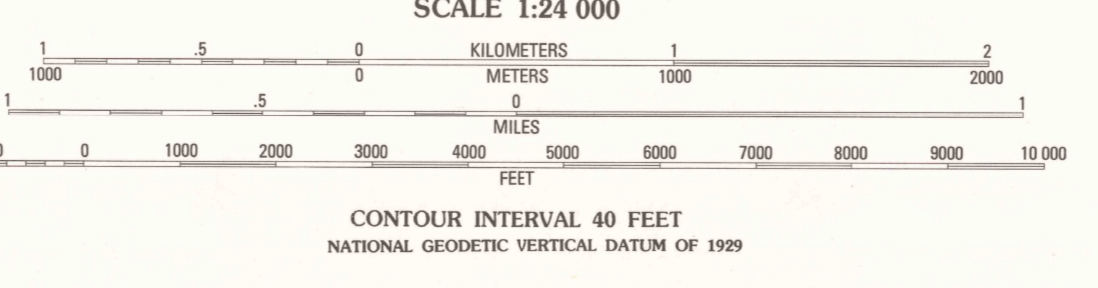 SCALE 1:24 000
1 .5 0 KILOMETERS 1 2
1000 0 METERS 1000 2000
1 .5 0 1
MILES
0 0 1000 2000 3000 4000 5000 6000 7000 8000 9000 10 000
FEET
CONTOUR INTERVAL 40 FEET
NATIONAL GEODETIC VERTICAL DATUM OF 1929